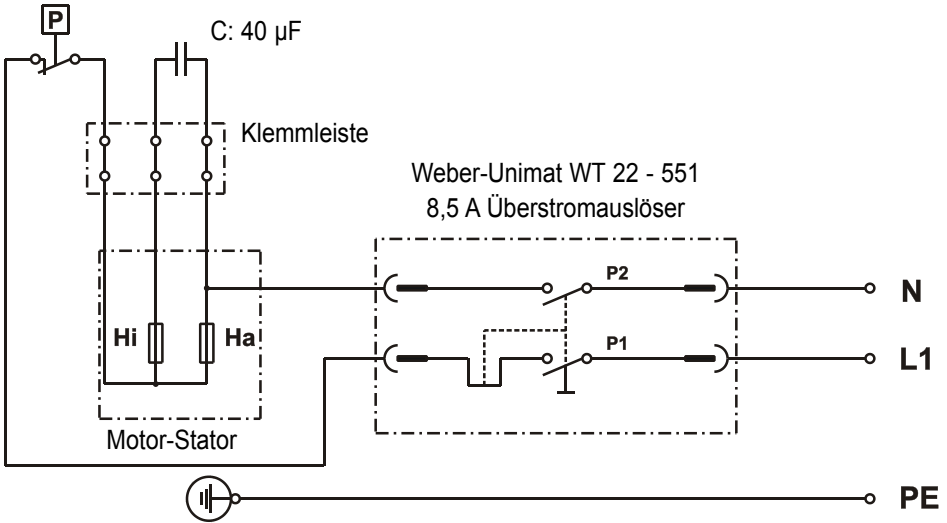 P
C: 40 µF
Klemmleiste
Weber-Unimat WT 22 - 551
8,5 A Überstromauslöser
P2
N
Hi
Ha
P1
L1
Motor-Stator
PE